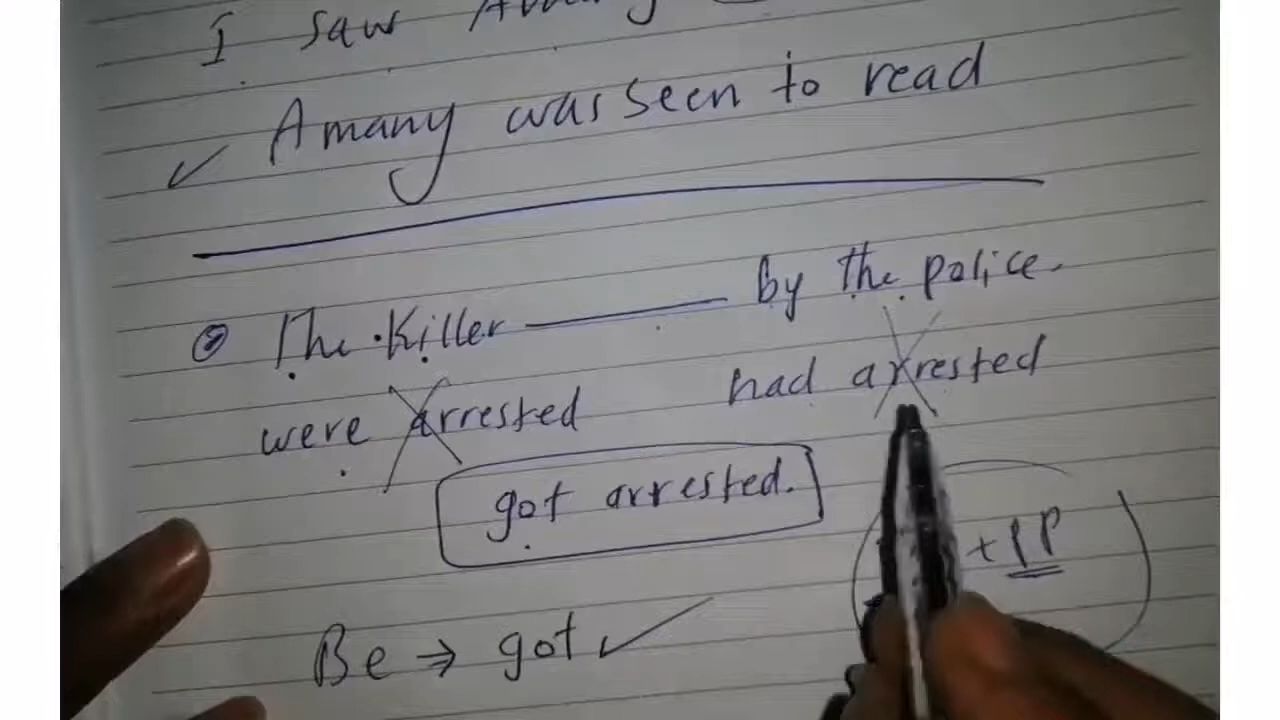 I saw
Amany was seen to read
The Killer ______ by the police.
were arrested had arrested
got arrested.
+ PP
Be → got ✓